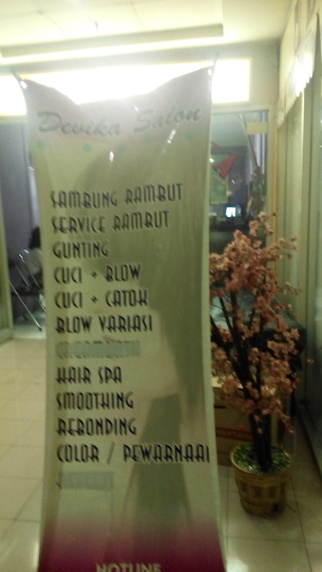 Devika Salon
SAMBUNG RAMBUT
SERVICE RAMBUT
GUNTING
CUCI + BLOW
CUCI + CATOK
BLOW VARIASI
HAIR SPA
SMOOTHING
REBONDING
COLOR / PEWARNAAN
HOTLINE